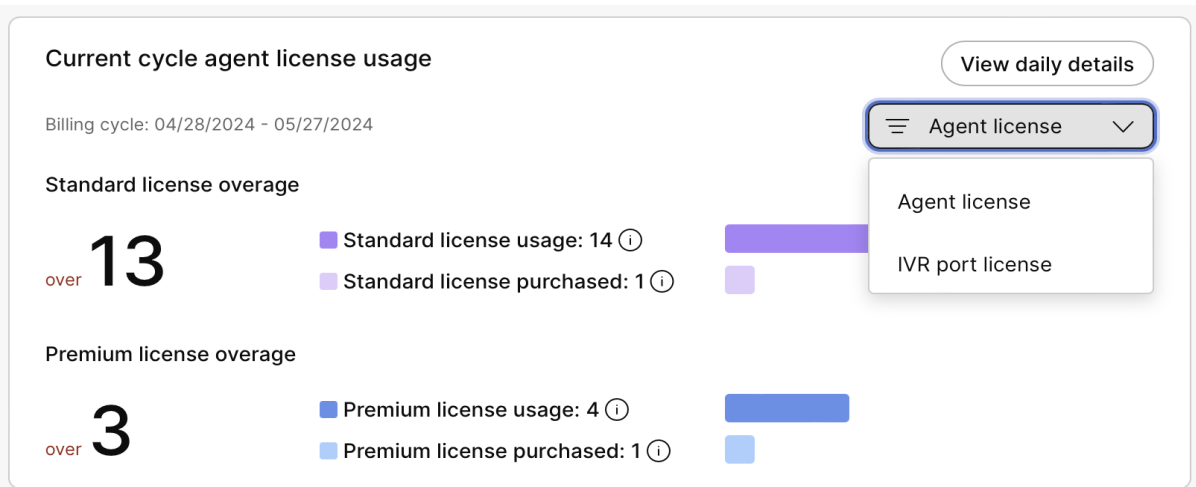 Current cycle agent license usage
View daily details
Billing cycle: 04/28/2024 - 05/27/2024
Agent license
Agent license
IVR port license
Standard license overage
over 13
Standard license usage: 14
Standard license purchased: 1
Premium license overage
over 3
Premium license usage: 4
Premium license purchased: 1